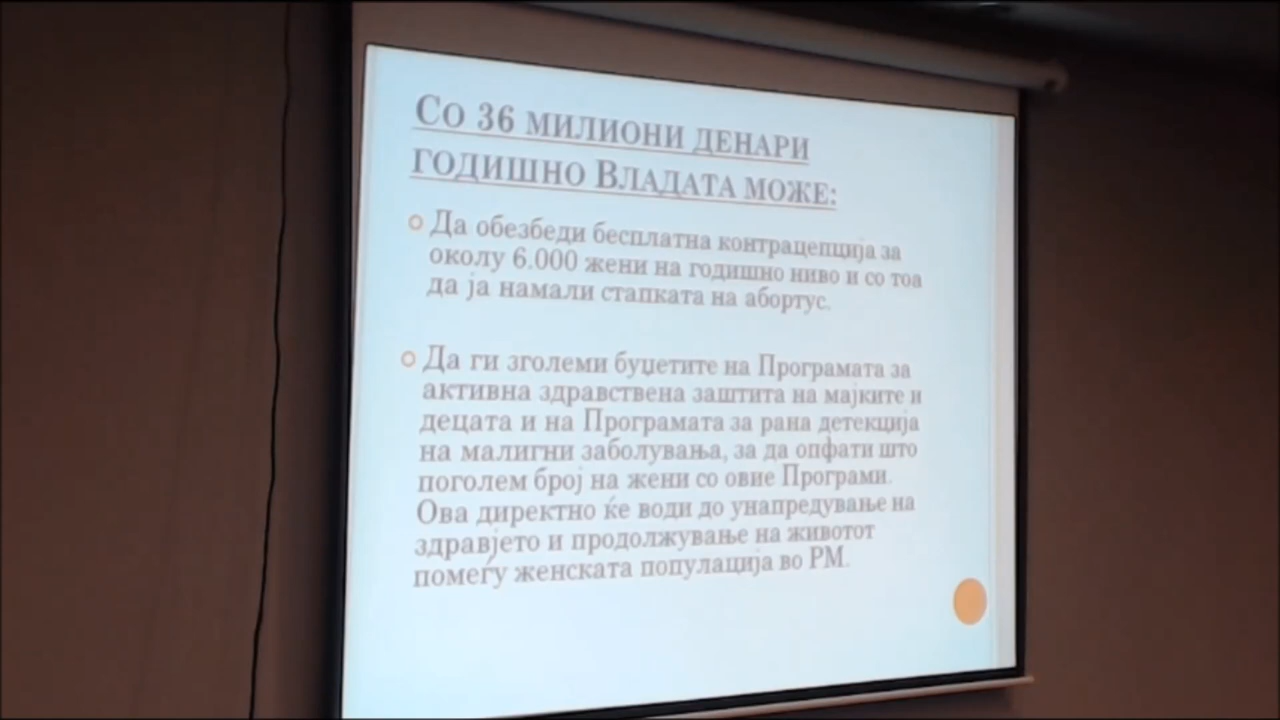 Со 36 милиони денари
годишно Владата може:
Да обезбеди бесплатна контрацепција за
околу 6.000 жени на годишно ниво и со тоа
да ја намали стапката на абортус.
Да ги зголеми буџетите на Програмата за
активна здравствена заштита на мајките и
децата и на Програмата за рана детекција
на малигни заболувања, за да опфати што
поголем број на жени со овие Програми.
Ова директно ќе води до унапредување на
здравјето и продолжување на животот
помеѓу женската популација во РМ.